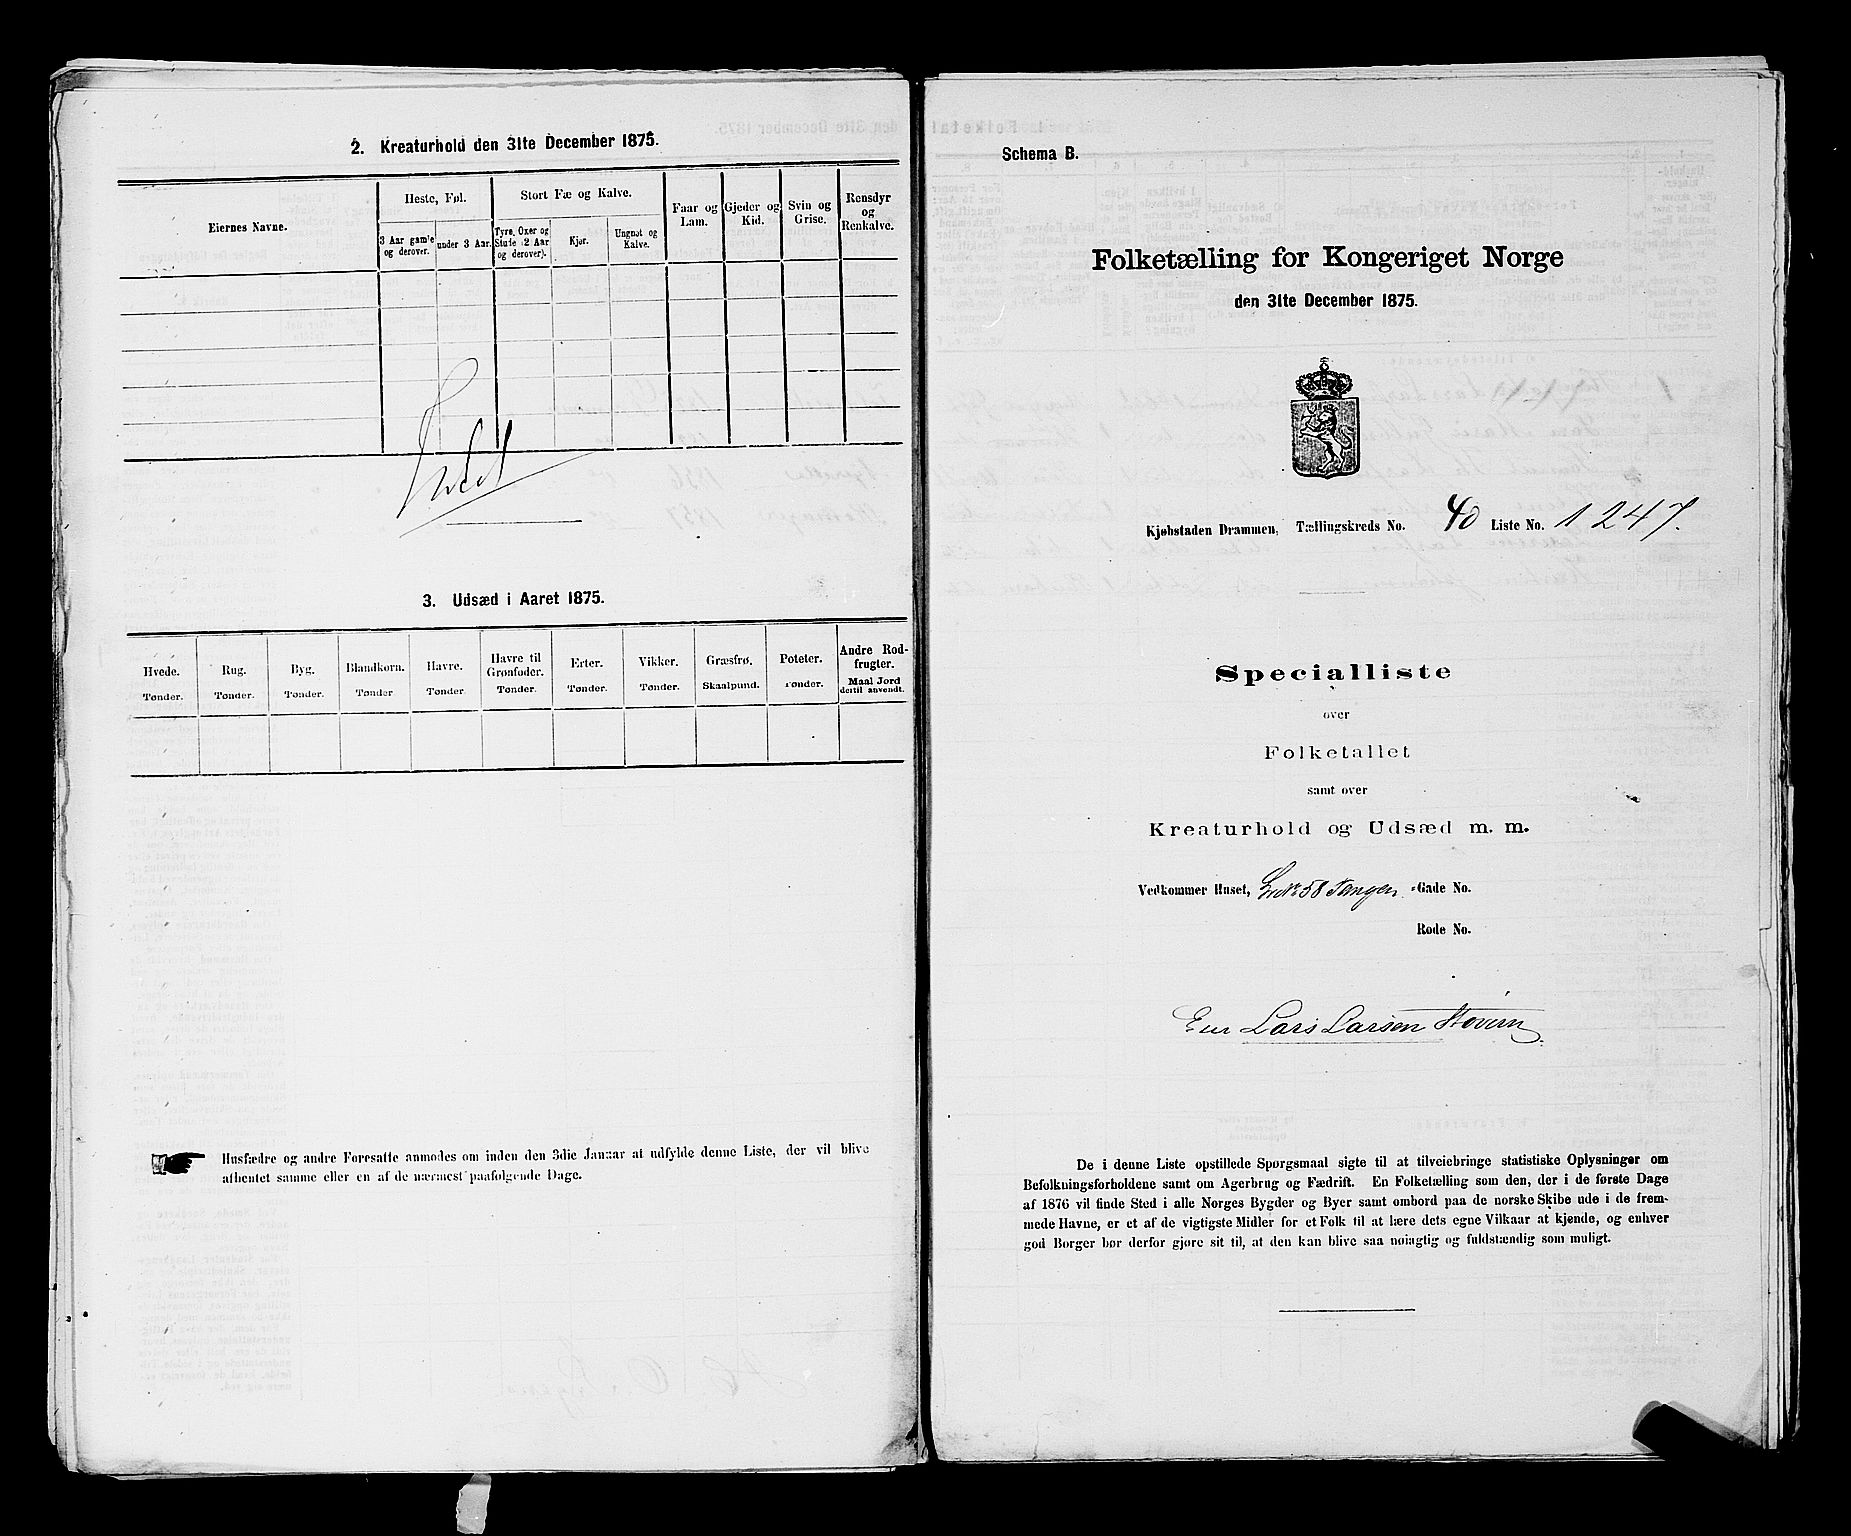 2. Kreaturhold den 31te December 1875.
Eiernes Navne.
Heste, Føl.
Stort Fæ og Kalve.
Faar og Lam.
Gjeder og Kid.
Svin og Grise.
Rensdyr og Renkalve.
3 Aar gamle og derover.
under 3 Aar.
Tyre, Oxer og Stude (2 Aar og derover).
Kjør.
Ungnøt og Kalve.
Intet
3. Udsæd i Aaret 1875.
Hvede. Rug. Byg. Blandkorn. Havre. Havre til Grønfoder. Erter. Vikker. Græsfrø. Poteter. Andre Rodfrugter.
Tønder. Tønder. Tønder. Tønder Tønder Tønder. Tønder. Tønder. Skaalpund. Tønder. Maal Jord dertil anvendt.
Husfædre og andre Foresatte anmodes om inden den 3die Januar at udfylde denne Liste, der vil blive
afhentet samme eller en af de nærmest paafølgende Dage.
Schema B.
Folketælling for Kongeriget Norge
den 31te December 1875.
Kjøbstaden Drammen, Tællingskreds No. 40 Liste No. 1247.
Specialliste
over
Folketallet
samt over
Kreaturhold og Udsæd m. m.
Vedkommer Huset, 58 Tangen -Gade No.
Rode No.
Eier Lars Larsen
De i denne Liste opstillede Spørgsmaal sigte til at tilveiebringe statistiske Oplysninger om
Befolkningsforholdene samt om Agerbrug og Fædrift. En Folketælling som den, der i de første Dage
af 1876 vil finde Sted i alle Norges Bygder og Byer samt ombord paa de norske Skibe ude i de frem-
mede Havne, er et af de vigtigste Midler for et Folk til at lære dets egne Vilkaar at kjende, og enhver
god Borger bør derfor gjøre sit til, at den kan blive saa nøiagtig og fuldstændig som muligt.